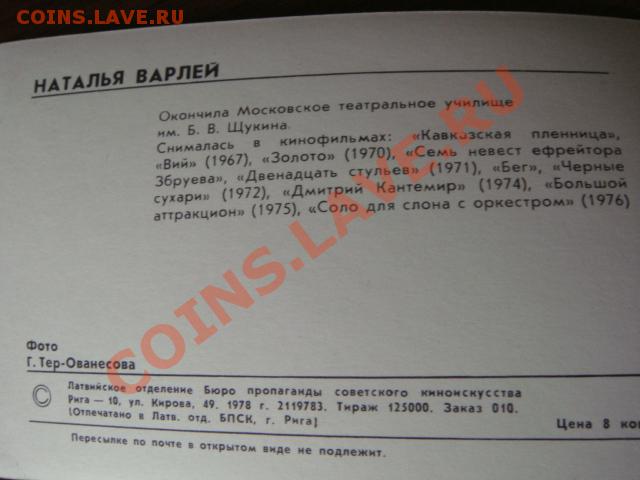 COINS.LAVE.RU
НАТАЛЬЯ ВАРЛЕЙ
Окончила Московское театральное училище
им. Б. В. Щукина.
Снималась в кинофильмах: «Кавказская пленница»,
«Вий» (1967), «Золото» (1970), «Семь невест ефрейтора
Збруева», «Двенадцать стульев» (1971), «Бег», «Черные
сухари» (1972), «Дмитрий Кантемир» (1974), «Большой
аттракцион» (1975), «Соло для слона с оркестром» (1976)
COINS.LAVE.RU
Фото
Г. Тер-Ованесова
© Латвийское отделение Бюро пропаганды советского киноискусства
Рига — 10, ул. Кирова, 49. 1978 г. 2119783. Тираж 125000. Заказ 010.
(Отпечатано в Латв. отд. БПСК, г. Рига)
Цена 8 коп
Пересылке по почте в открытом виде не подлежит.
COINS.LAVE.RU